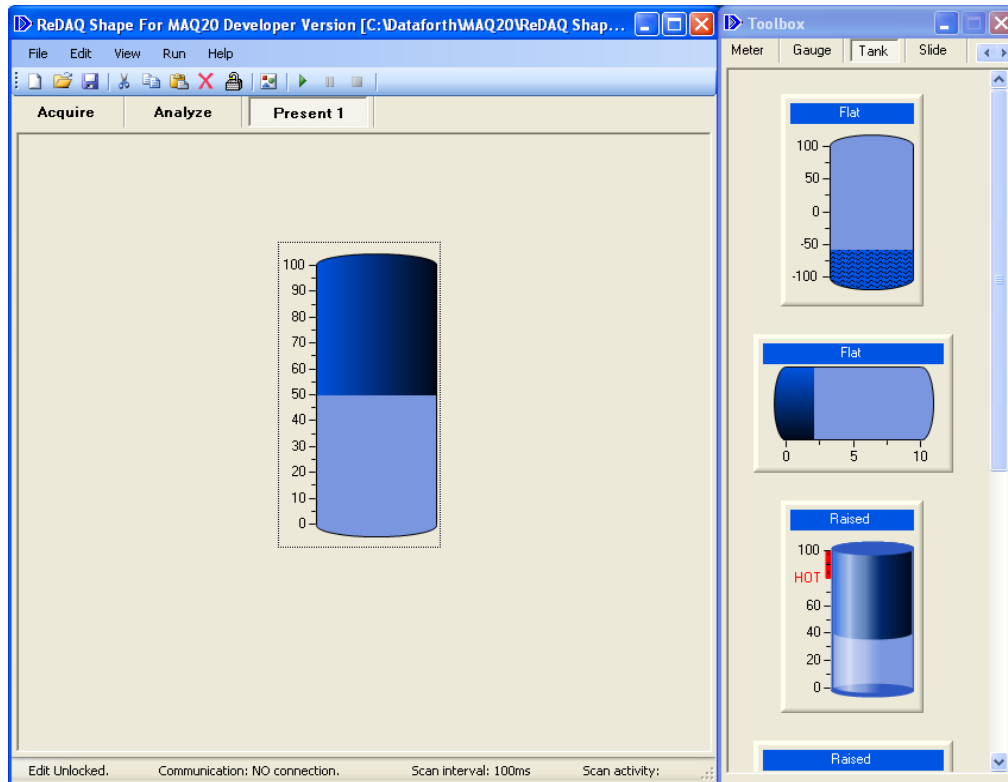 ReDAQ Shape For MAQ20 Developer Version [C:\Dataforth\MAQ20\ReDAQ Shap...
File Edit View Run Help
Acquire Analyze Present 1
100
90
80
70
60
50
40
30
20
10
0
Edit Unlocked. Communication: NO connection. Scan interval: 100ms Scan activity:
Toolbox
Meter Gauge Tank Slide
Flat
100
50
0
-50
-100
Flat
0 5 10
Raised
100
HOT
60
40
20
0
Raised